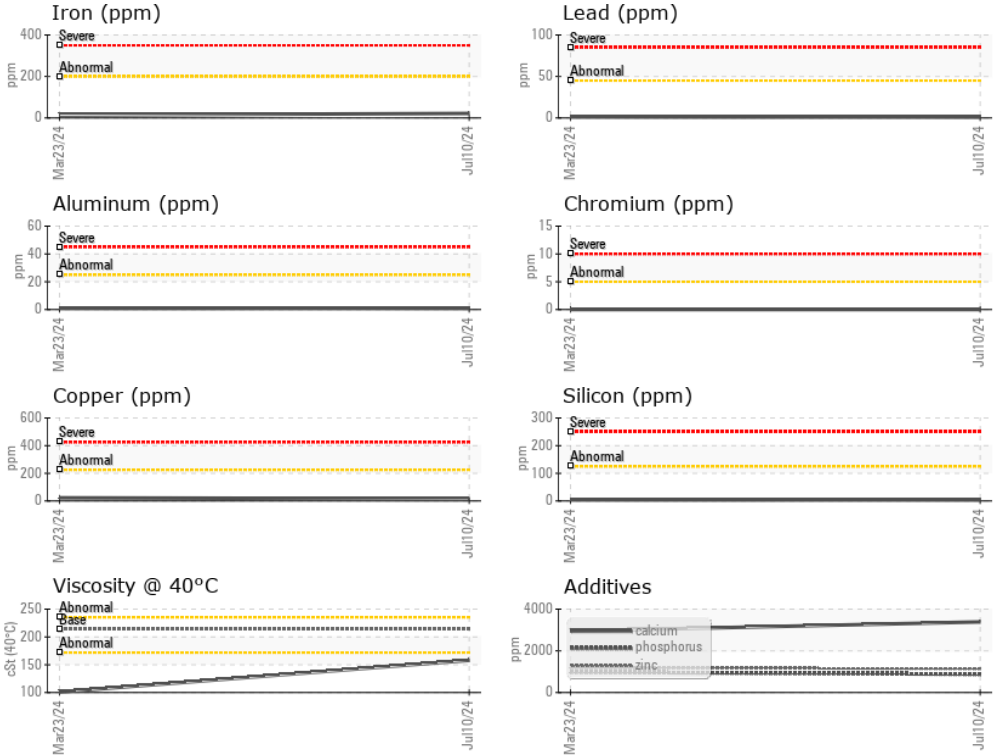 Iron (ppm)
400
Severe
200
Abnormal
0
ppm
Mar23/24
Jul10/24
Lead (ppm)
100
Severe
50
Abnormal
0
ppm
Mar23/24
Jul10/24
Aluminum (ppm)
60
Severe
40
Abnormal
20
0
ppm
Mar23/24
Jul10/24
Chromium (ppm)
15
Severe
10
Abnormal
5
0
ppm
Mar23/24
Jul10/24
Copper (ppm)
600
Severe
400
Abnormal
200
0
ppm
Mar23/24
Jul10/24
Silicon (ppm)
300
Severe
200
Abnormal
100
0
ppm
Mar23/24
Jul10/24
Viscosity @ 40°C
250
Abnormal
Base
200
Abnormal
150
100
cSt (40°C)
Mar23/24
Jul10/24
Additives
4000
calcium
phosphorus
2000
zinc
0
ppm
Mar23/24
Jul10/24